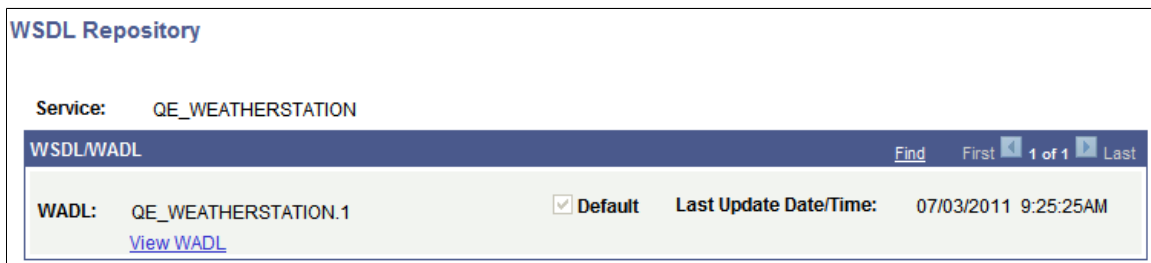 WSDL Repository
Service: QE_WEATHERSTATION
WSDL/WADL Find First 1 of 1 Last
WADL: QE_WEATHERSTATION.1 Default Last Update Date/Time: 07/03/2011 9:25:25AM
View WADL